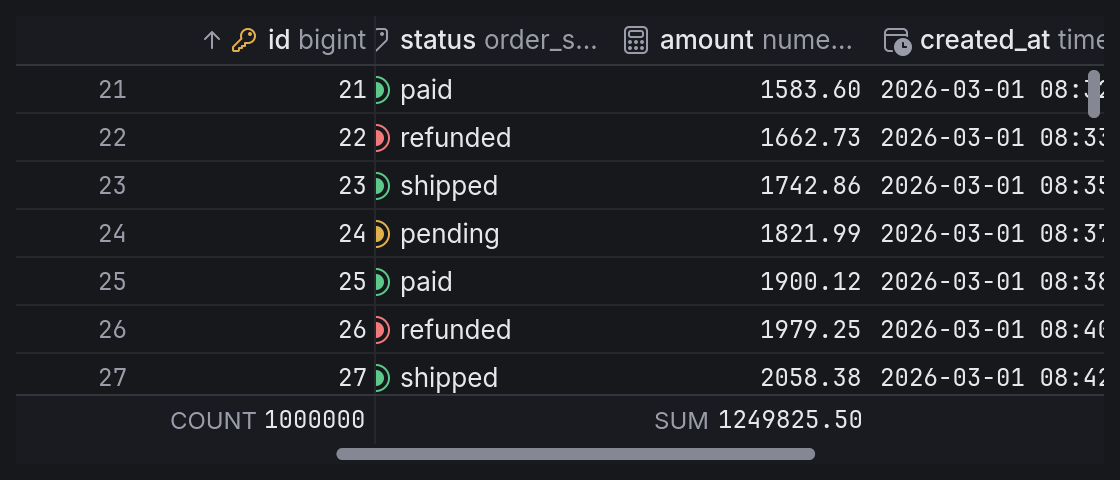 id bigint status order_s... amount nume... created_at time
21 21 paid 1583.60 2026-03-01 08:32
22 22 refunded 1662.73 2026-03-01 08:33
23 23 shipped 1742.86 2026-03-01 08:35
24 24 pending 1821.99 2026-03-01 08:37
25 25 paid 1900.12 2026-03-01 08:38
26 26 refunded 1979.25 2026-03-01 08:40
27 27 shipped 2058.38 2026-03-01 08:42
COUNT 1000000 SUM 1249825.50